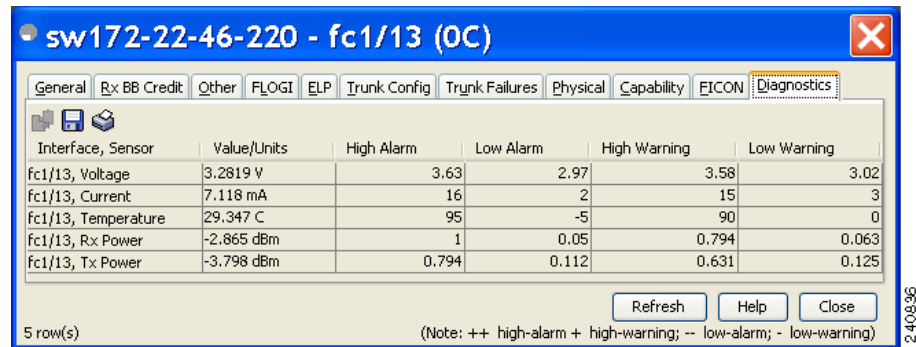 sw172-22-46-220 - fc1/13 (0C)
General Rx BB Credit Other FLOGI ELP Trunk Config Trunk Failures Physical Capability FICON Diagnostics
Interface, Sensor Value/Units High Alarm Low Alarm High Warning Low Warning
fc1/13, Voltage 3.2819 V 3.63 2.97 3.58 3.02
fc1/13, Current 7.118 mA 16 2 15 3
fc1/13, Temperature 29.347 C 95 -5 90 0
fc1/13, Rx Power -2.865 dBm 1 0.05 0.794 0.063
fc1/13, Tx Power -3.798 dBm 0.794 0.112 0.631 0.125
Refresh Help Close
5 row(s) (Note: ++ high-alarm + high-warning; -- low-alarm; - low-warning)
240836